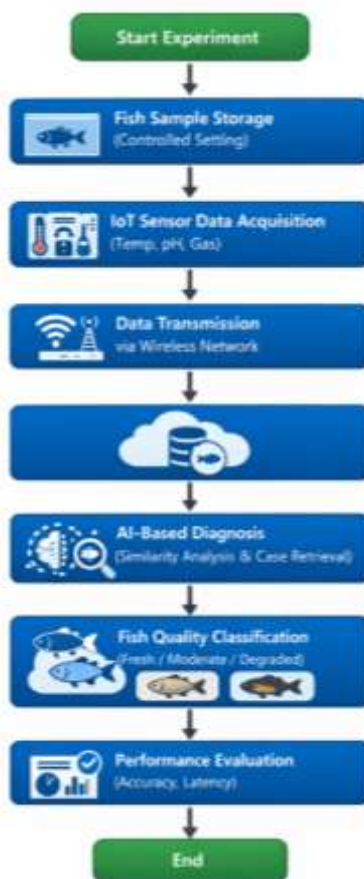 Start Experiment
Fish Sample Storage
(Controlled Setting)
IoT Sensor Data Acquisition
(Temp, pH, Gas)
Data Transmission
via Wireless Network
AI-Based Diagnosis
(Similarity Analysis & Case Retrieval)
Fish Quality Classification
(Fresh / Moderate / Degraded)
Performance Evaluation
(Accuracy, Latency)
End